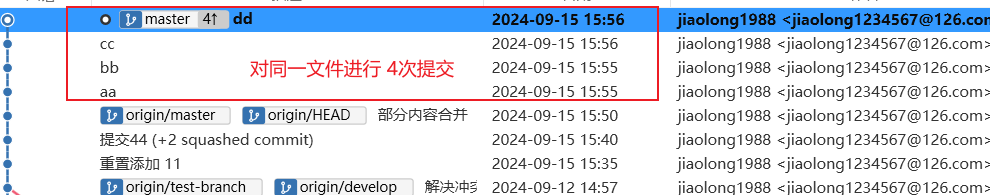 master 4↑ dd 2024-09-15 15:56 jiaolong1988 <jiaolong1234567@126.com
cc 2024-09-15 15:56 jiaolong1988 <jiaolong1234567@126.com>
bb 2024-09-15 15:55 jiaolong1988 <jiaolong1234567@126.com>
对同一文件进行 4次提交
aa 2024-09-15 15:55 jiaolong1988 <jiaolong1234567@126.com>
origin/master origin/HEAD 部分内容合并 2024-09-15 15:50 jiaolong1988 <jiaolong1234567@126.com>
提交44 (+2 squashed commit) 2024-09-15 15:40 jiaolong1988 <jiaolong1234567@126.com>
重置添加 11 2024-09-15 15:35 jiaolong1988 <jiaolong1234567@126.com>
origin/test-branch origin/develop 解决冲突 2024-09-12 14:57 jiaolong1988 <jiaolong1234567@126.com>